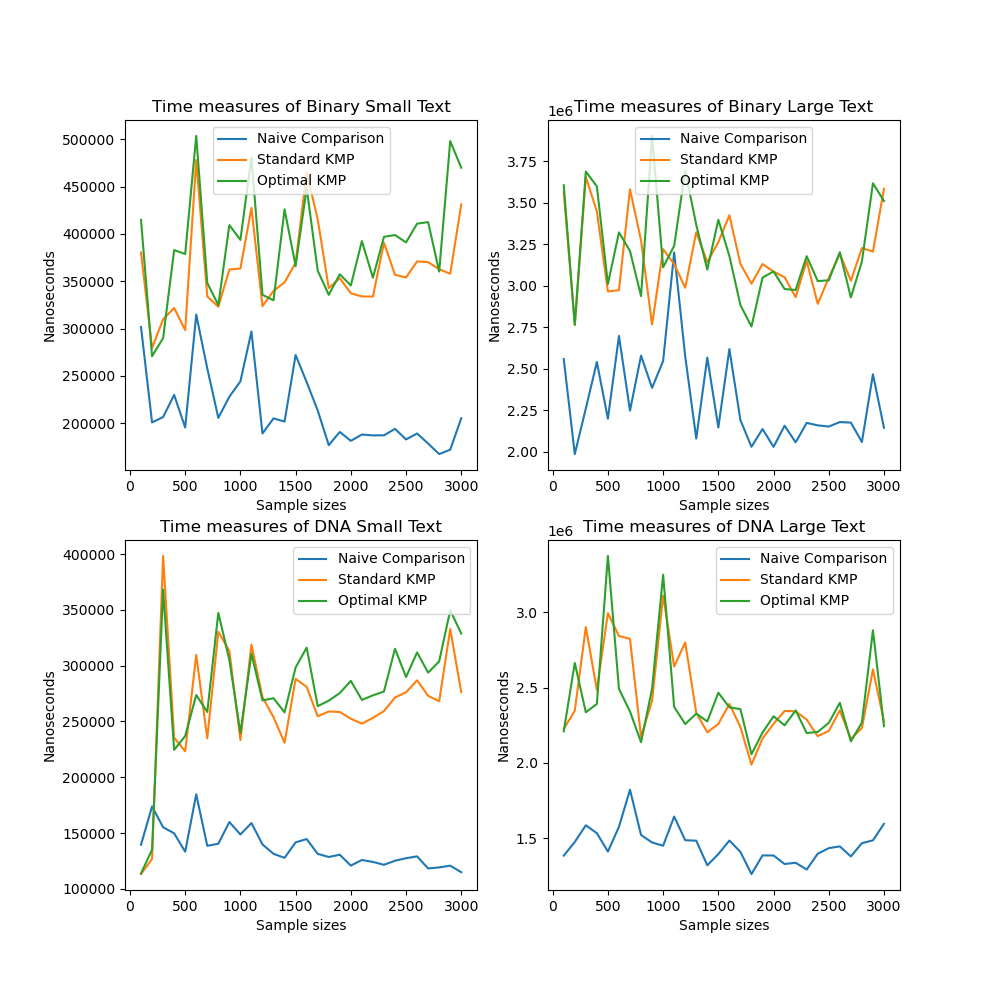 Time measures of Binary Small Text
Nanoseconds
500000
450000
400000
350000
300000
250000
200000
0 500 1000 1500 2000 2500 3000
Sample sizes
Naive Comparison
Standard KMP
Optimal KMP
Time measures of Binary Large Text
1e6
Nanoseconds
3.75
3.50
3.25
3.00
2.75
2.50
2.25
2.00
0 500 1000 1500 2000 2500 3000
Sample sizes
Naive Comparison
Standard KMP
Optimal KMP
Time measures of DNA Small Text
Nanoseconds
400000
350000
300000
250000
200000
150000
100000
0 500 1000 1500 2000 2500 3000
Sample sizes
Naive Comparison
Standard KMP
Optimal KMP
Time measures of DNA Large Text
1e6
Nanoseconds
3.0
2.5
2.0
1.5
0 500 1000 1500 2000 2500 3000
Sample sizes
Naive Comparison
Standard KMP
Optimal KMP